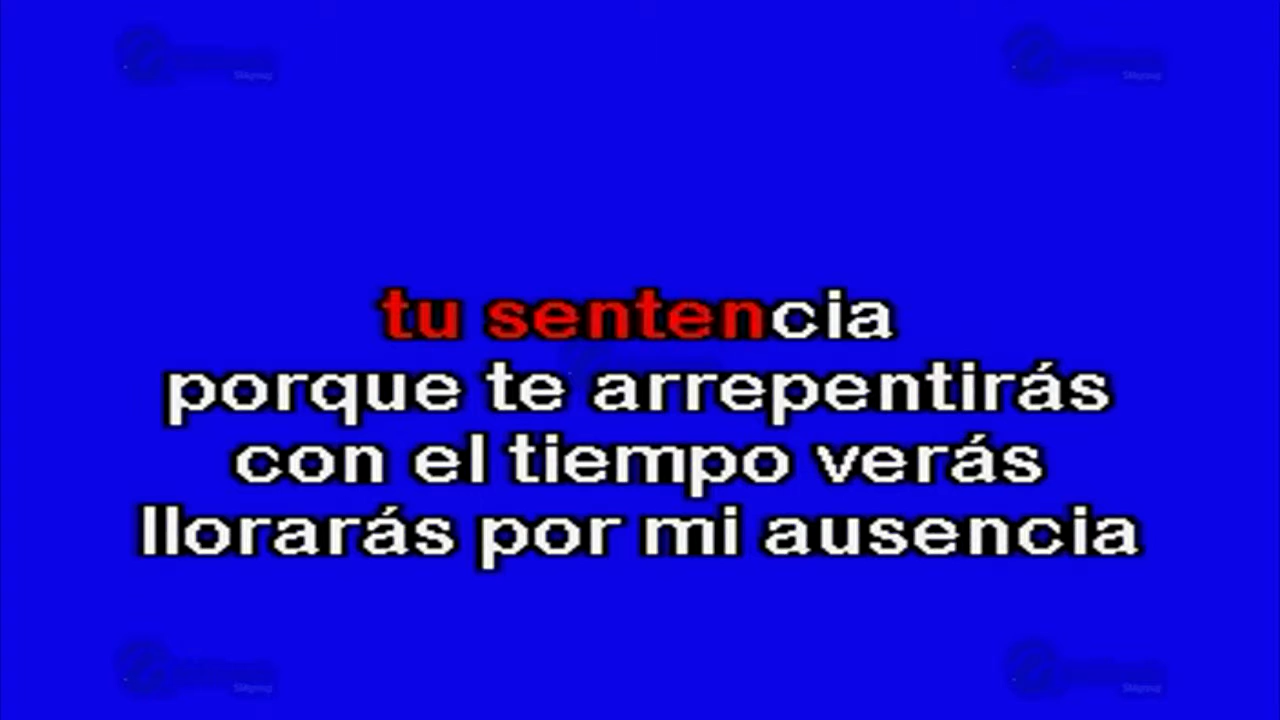 tu sentencia
porque te arrepentirás
con el tiempo verás
llorarás por mi ausencia